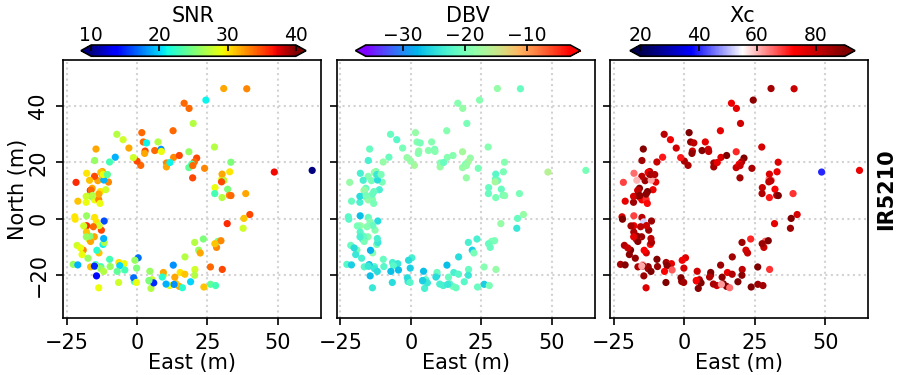 SNR DBV Xc
10 20 30 40 −30 −20 −10 20 40 60 80
40
20
0
−20
North (m)
IR5210
−25 0 25 50 −25 0 25 50 −25 0 25 50
East (m) East (m) East (m)